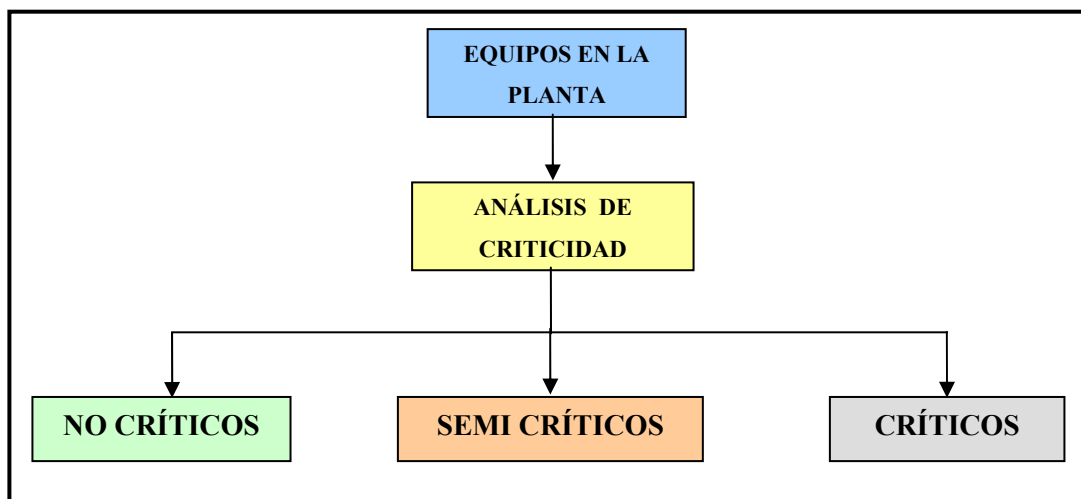 EQUIPOS EN LA
PLANTA
ANÁLISIS DE
CRITICIDAD
NO CRÍTICOS
SEMI CRÍTICOS
CRÍTICOS